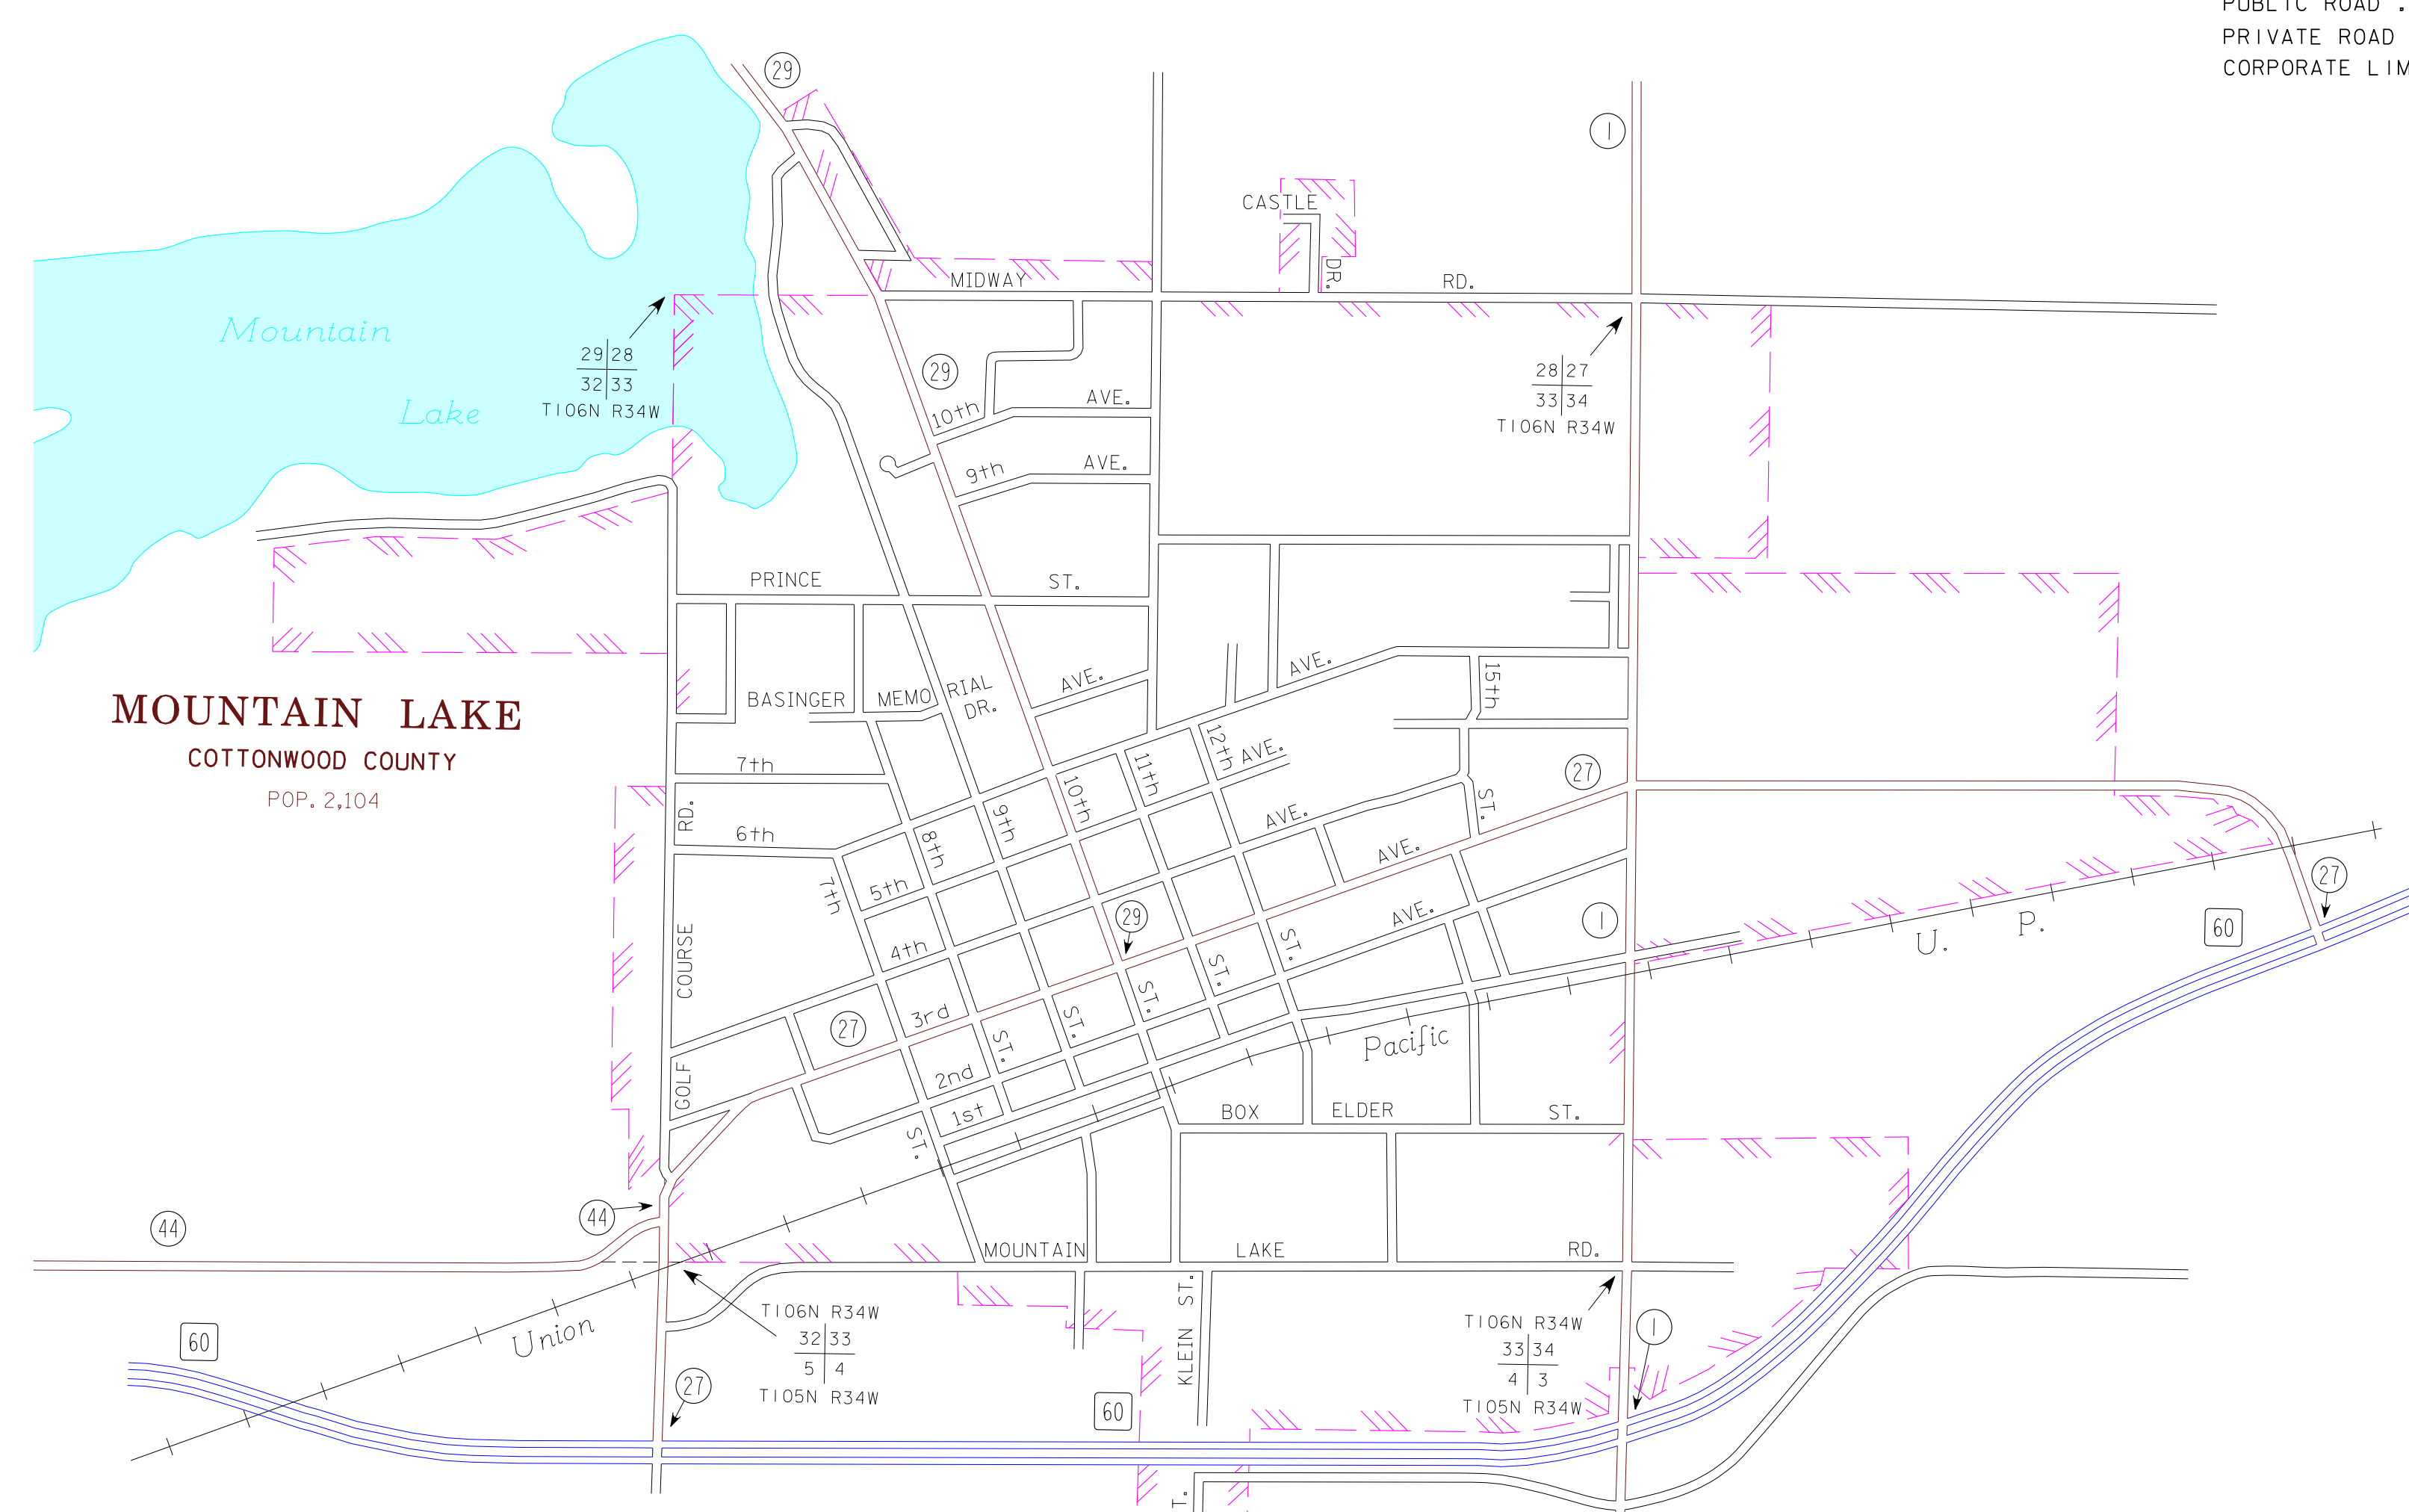 PUBLIC ROAD .
PRIVATE ROAD
CORPORATE LIM
29
1
CASTLE
DR.
MIDWAY
RD.
Mountain
Lake
29 28
32 33
T106N R34W
29
28 27
33 34
T106N R34W
10th
AVE.
9th
AVE.
PRINCE
ST.
MOUNTAIN LAKE
COTTONWOOD COUNTY
POP. 2,104
BASINGER
MEMO
RIAL
DR.
AVE.
AVE.
15th
7th
12th
AVE.
11th
10th
27
ST.
RD.
6th
9th
8th
AVE.
AVE.
7th
5th
27
29
AVE.
1
60
U. P.
COURSE
4th
ST.
ST.
ST.
ST.
ST.
27
3rd
Pacific
GOLF
2nd
1st
BOX
ELDER
ST.
ST.
44
44
MOUNTAIN
LAKE
RD.
KLEIN ST.
Union
60
T106N R34W
32 33
5 4
T105N R34W
27
60
T106N R34W
33 34
4 3
T105N R34W
1
T.